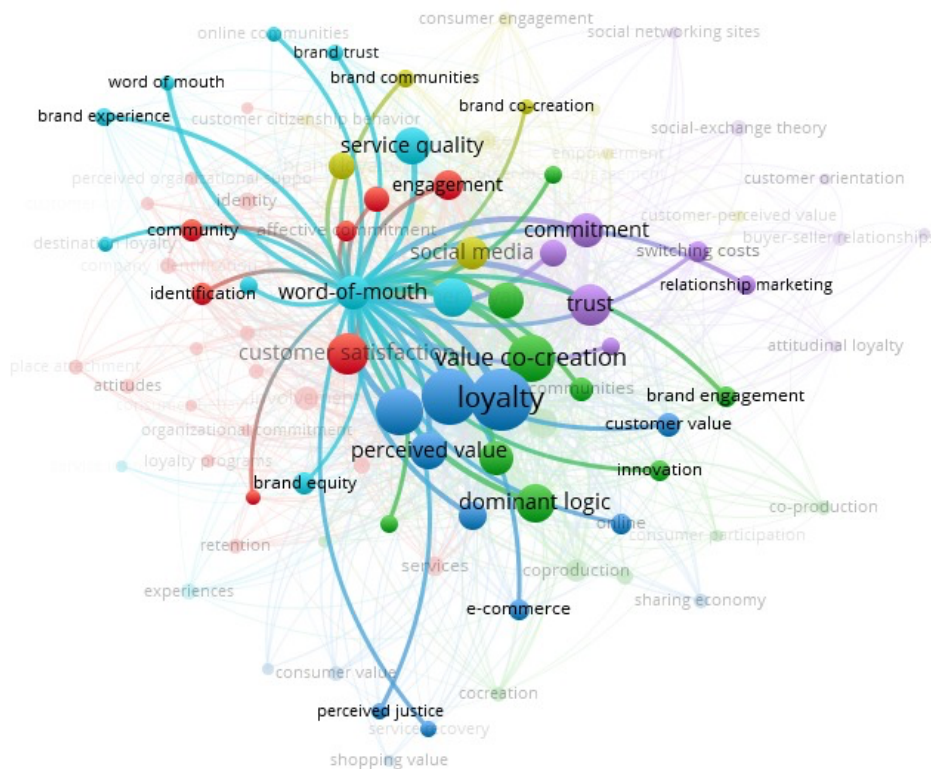 consumer engagement
online communities
social networking sites
brand trust
brand communities
word of mouth
brand co-creation
brand experience
customer citizenship behavior
social-exchange theory
service quality
empowerment
perceived organizational suppo
engagement
customer orientation
identity
customer-perceived value
community
affective commitment
commitment
buyer-seller relationships
destination loyalty
social media
switching costs
company identification
relationship marketing
identification
word-of-mouth
trust
attitudinal loyalty
customer satisfaction
value co-creation
place attachment
attitudes
involvement
communities
loyalty
brand engagement
organizational commitment
customer value
perceived value
loyalty programs
innovation
brand equity
dominant logic
co-production
online
consumer participation
retention
services
coproduction
experiences
sharing economy
e-commerce
consumer value
cocreation
perceived justice
service recovery
shopping value